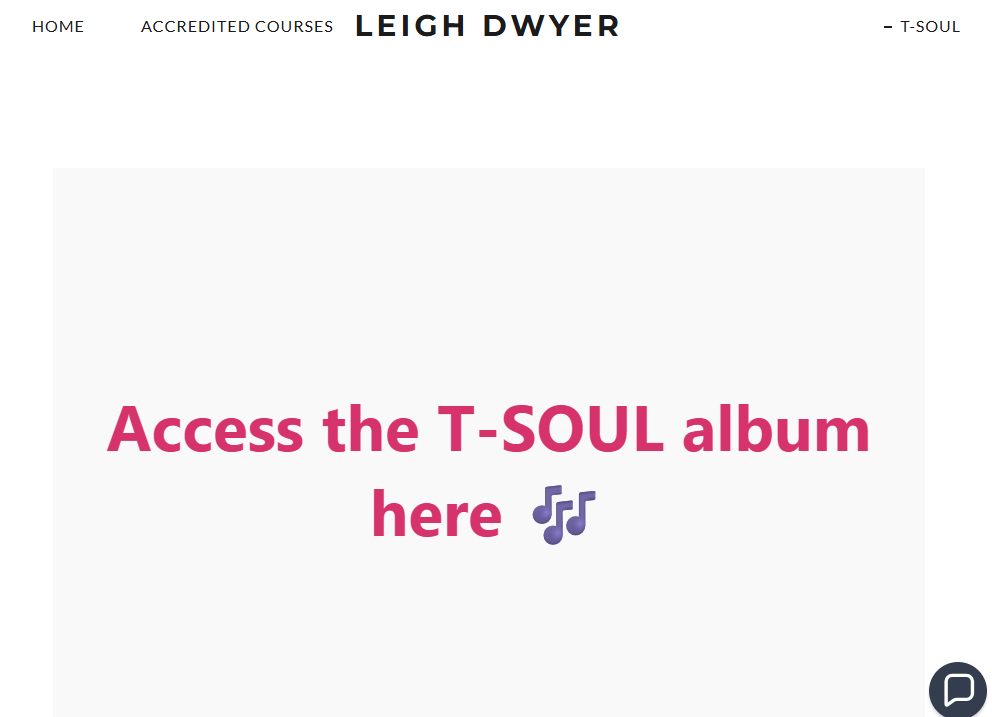 HOME
ACCREDITED COURSES
LEIGH DWYER
– T-SOUL
Access the T-SOUL album
here 🎶